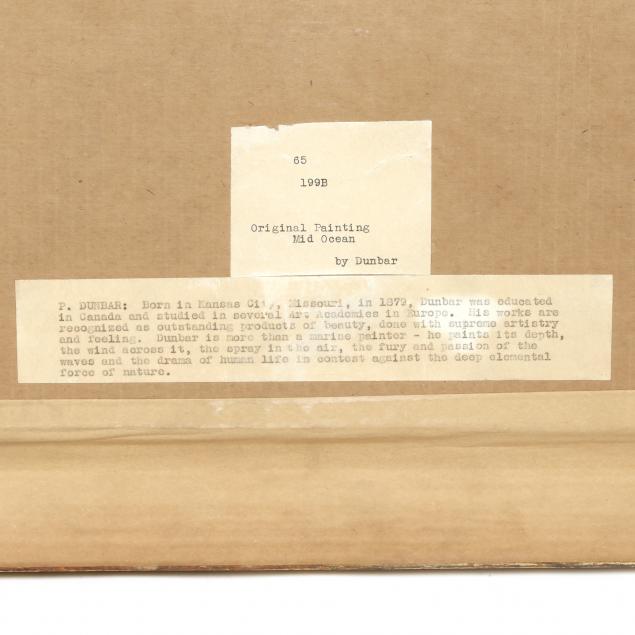 65
199B
Original Painting
Mid Ocean
by Dunbar
P. DUNBAR: Born in Kansas City, Missouri, in 1879, Dunbar was educated
in Canada and studied in several Art Academies in Europe. His works are
recognized as outstanding products of beauty, done with supreme artistry
and feeling. Dunbar is more than a marine painter - he paints its depth,
the wind across it, the spray in the air, the fury and passion of the
waves and the drama of human life in contest against the deep elemental
force of nature.